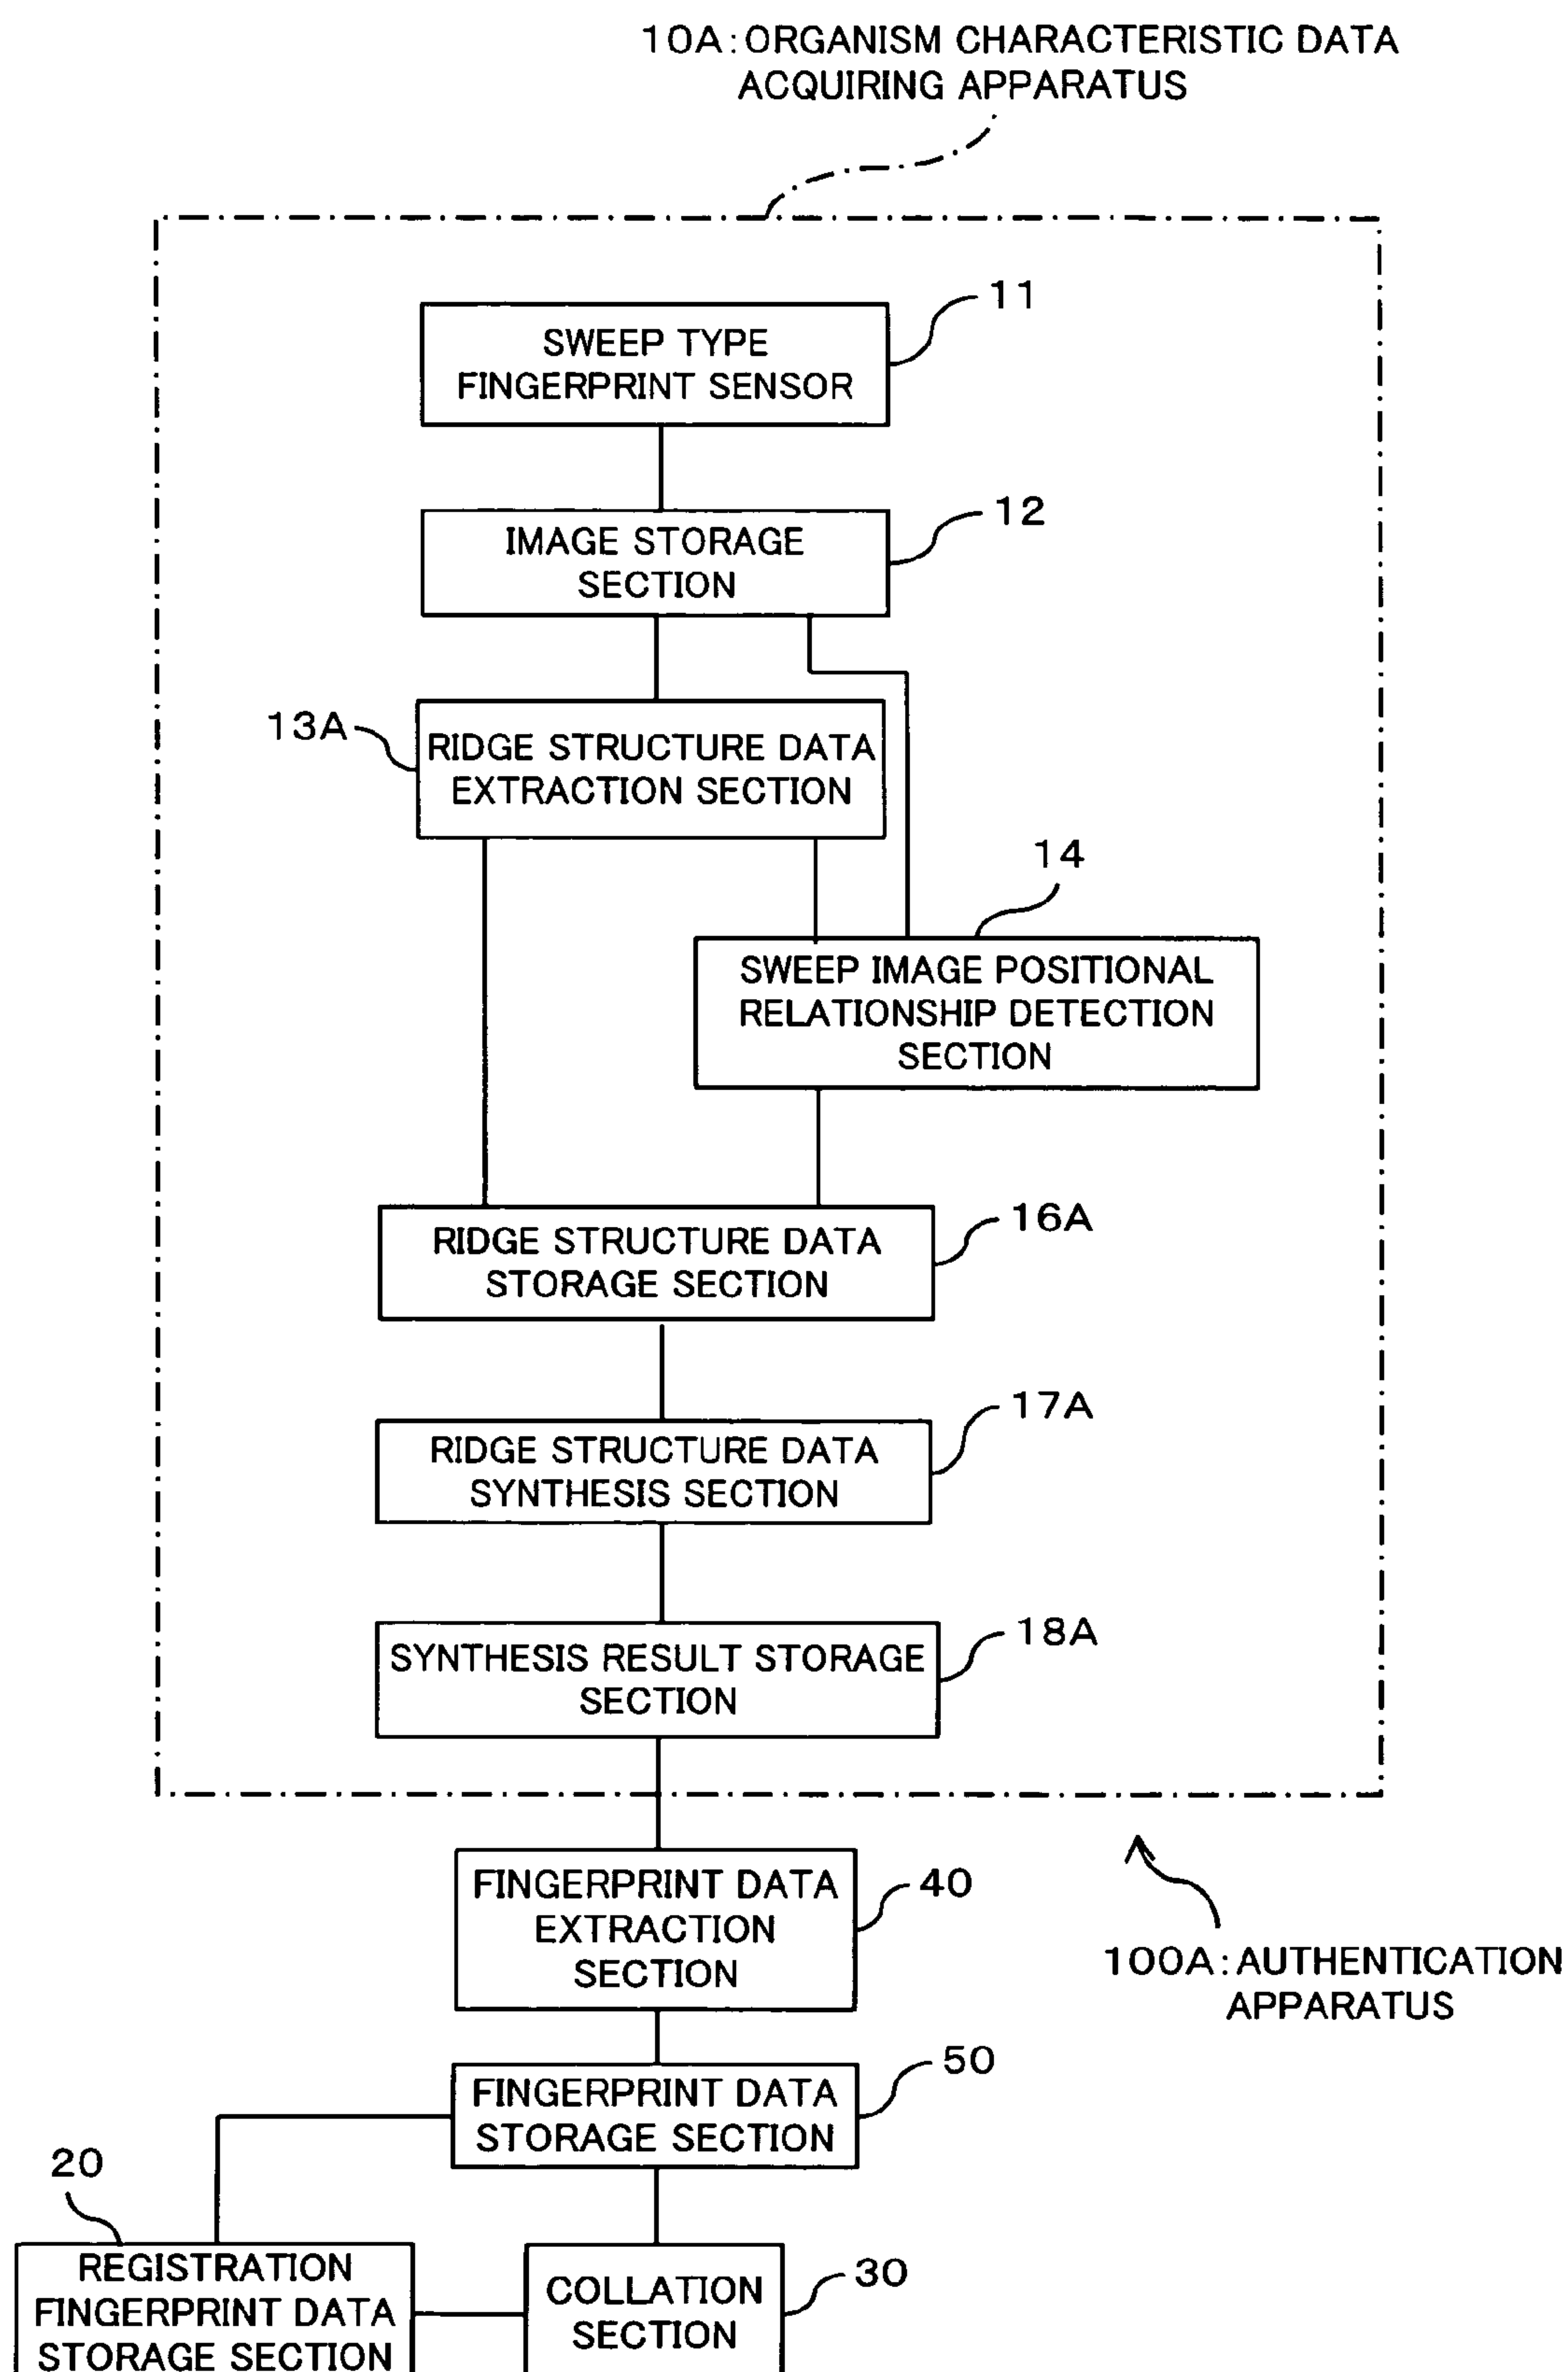 10A:ORGANISM CHARACTERISTIC DATA
ACQUIRING APPARATUS
11
SWEEP TYPE
FINGERPRINT SENSOR
12
IMAGE STORAGE
SECTION
13A
RIDGE STRUCTURE DATA
EXTRACTION SECTION
14
SWEEP IMAGE POSITIONAL
RELATIONSHIP DETECTION
SECTION
16A
RIDGE STRUCTURE DATA
STORAGE SECTION
17A
RIDGE STRUCTURE DATA
SYNTHESIS SECTION
18A
SYNTHESIS RESULT STORAGE
SECTION
40
FINGERPRINT DATA
EXTRACTION
SECTION
100A:AUTHENTICATION
APPARATUS
50
FINGERPRINT DATA
STORAGE SECTION
20
REGISTRATION
FINGERPRINT DATA
STORAGE SECTION
30
COLLATION
SECTION